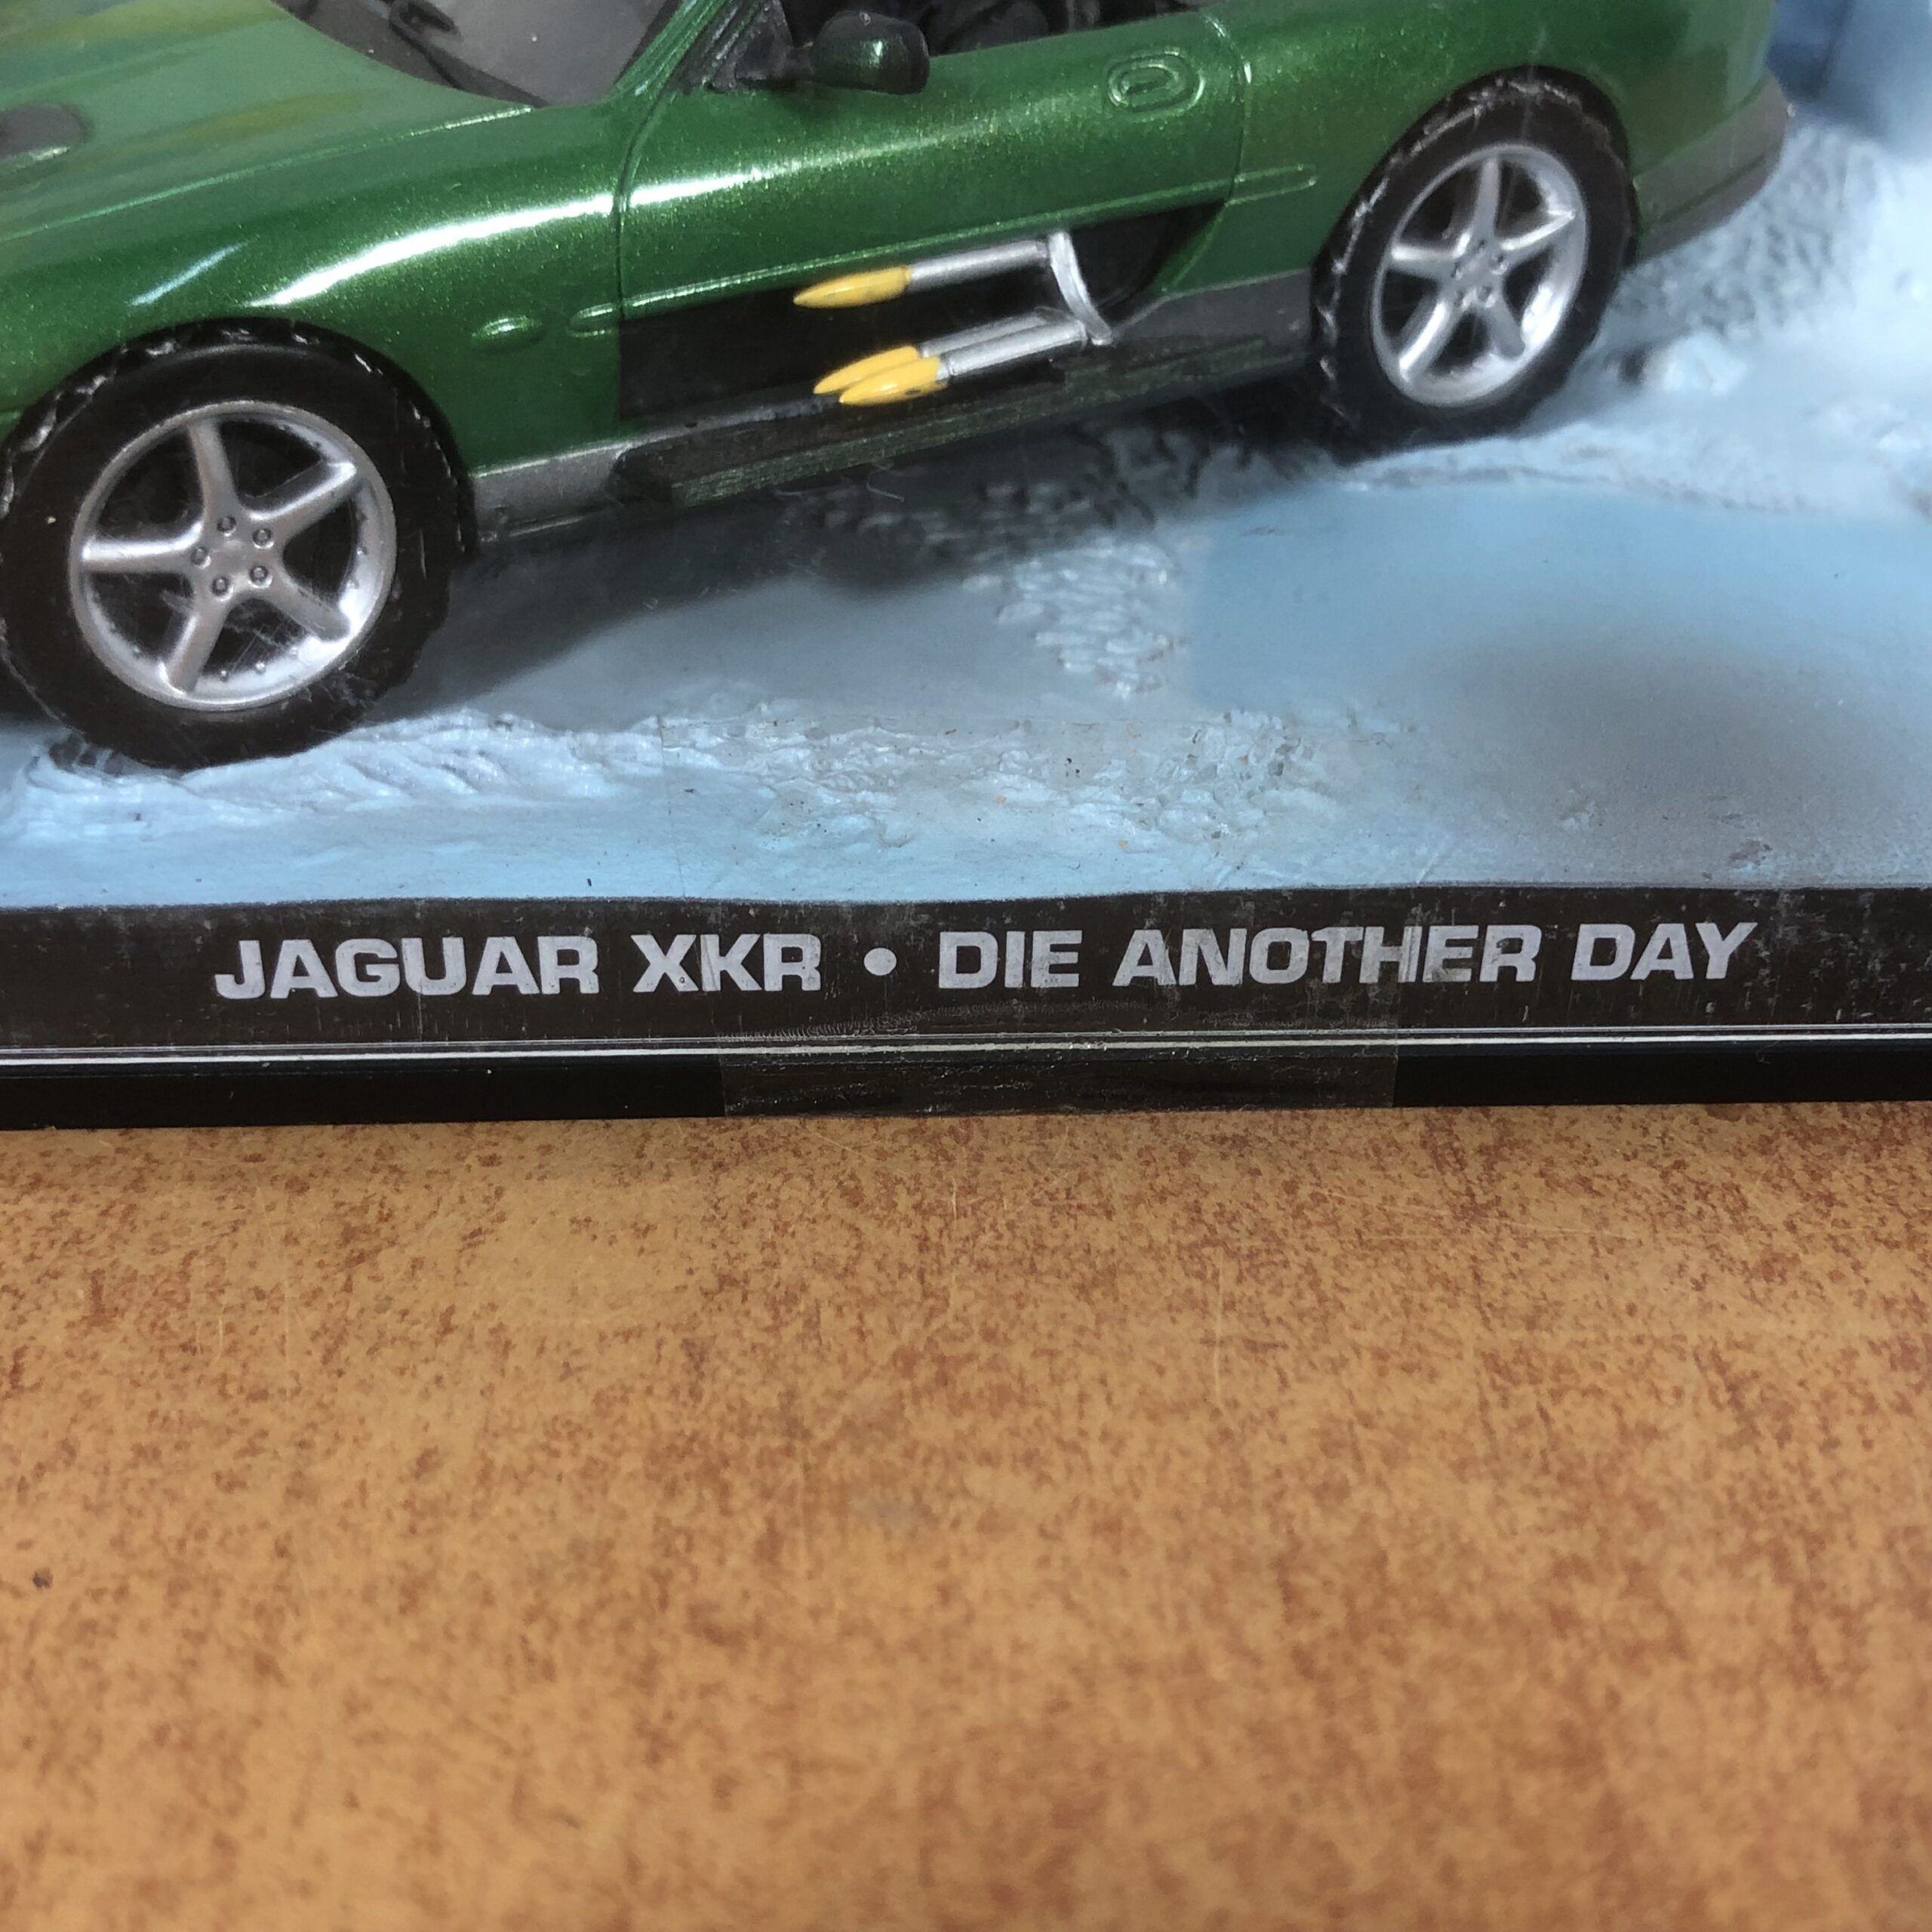 JAGUAR XKR • DIE ANOTHER DAY